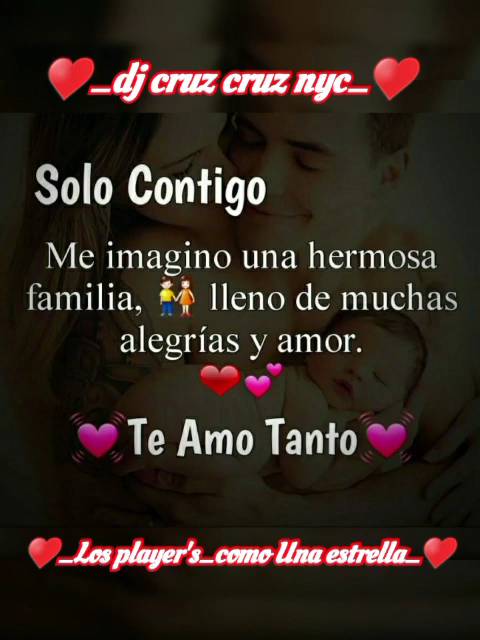 ❤️_dj cruz cruz nyc_❤️
Solo Contigo
Me imagino una hermosa
familia, 👫 lleno de muchas
alegrías y amor.
❤️💕
💓Te Amo Tanto💓
❤️_Los player's_como Una estrella_❤️